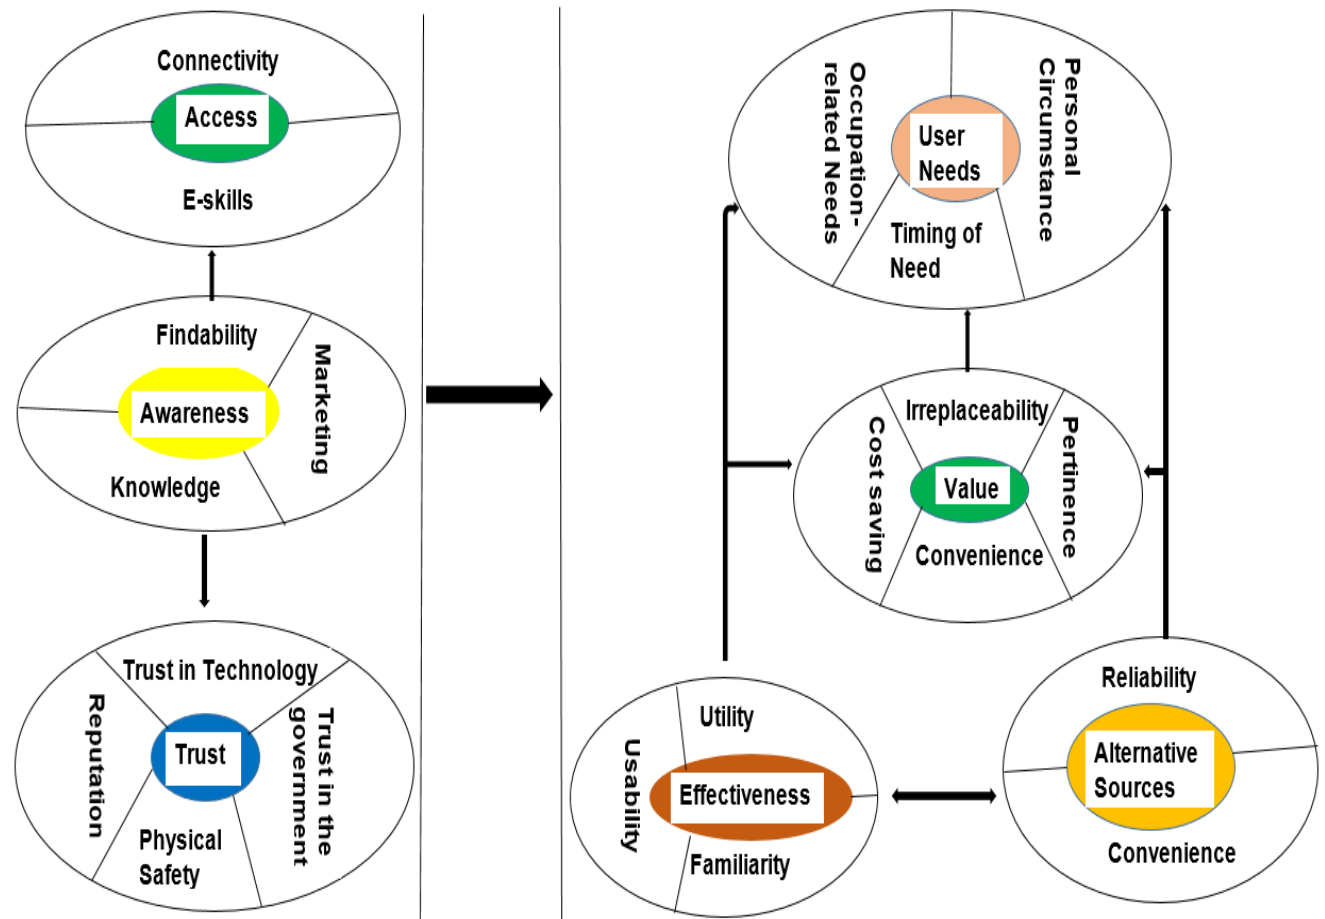 Connectivity
Access
E-skills
Findability
Marketing
Awareness
Knowledge
Trust in Technology
Reputation
Trust in the
government
Trust
Physical
Safety
Occupation-
related Needs
Personal
Circumstance
User
Needs
Timing of
Need
Irreplaceability
Cost saving
Pertinence
Value
Convenience
Utility
Usability
Effectiveness
Familiarity
Reliability
Alternative
Sources
Convenience